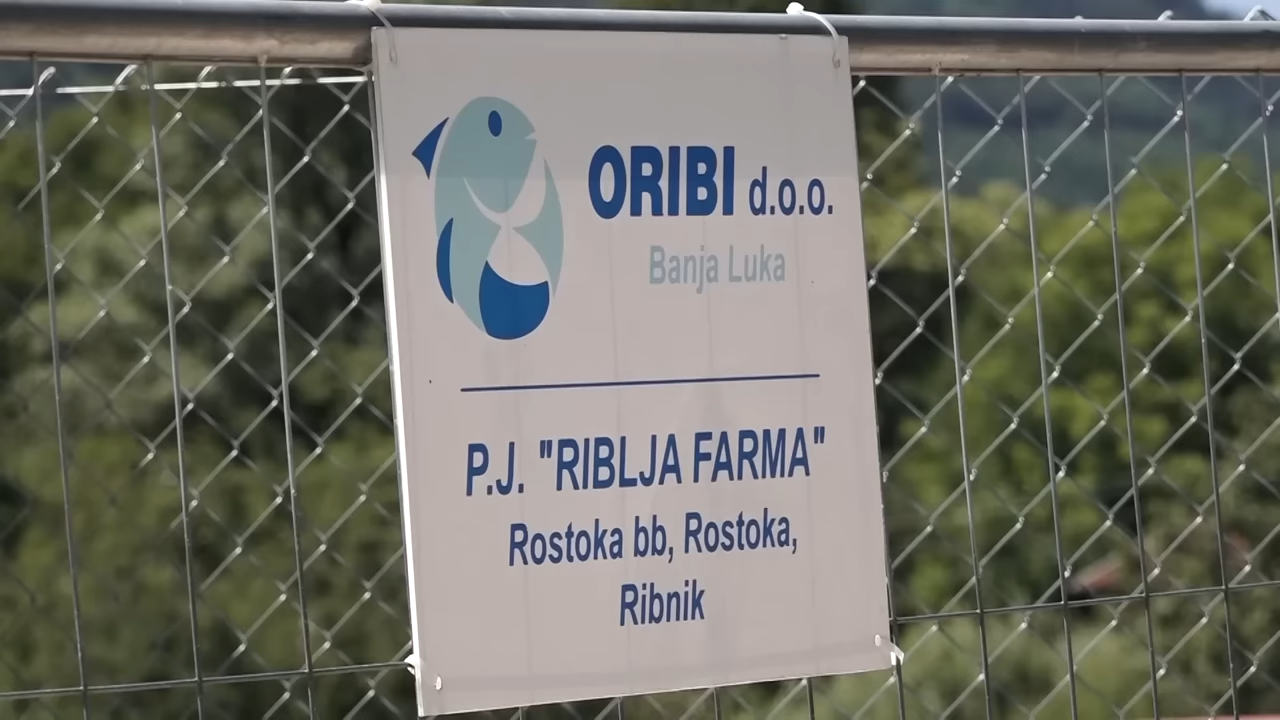 ORIBI d.o.o.
Banja Luka
P.J. "RIBLJA FARMA"
Rostoka bb, Rostoka,
Ribnik